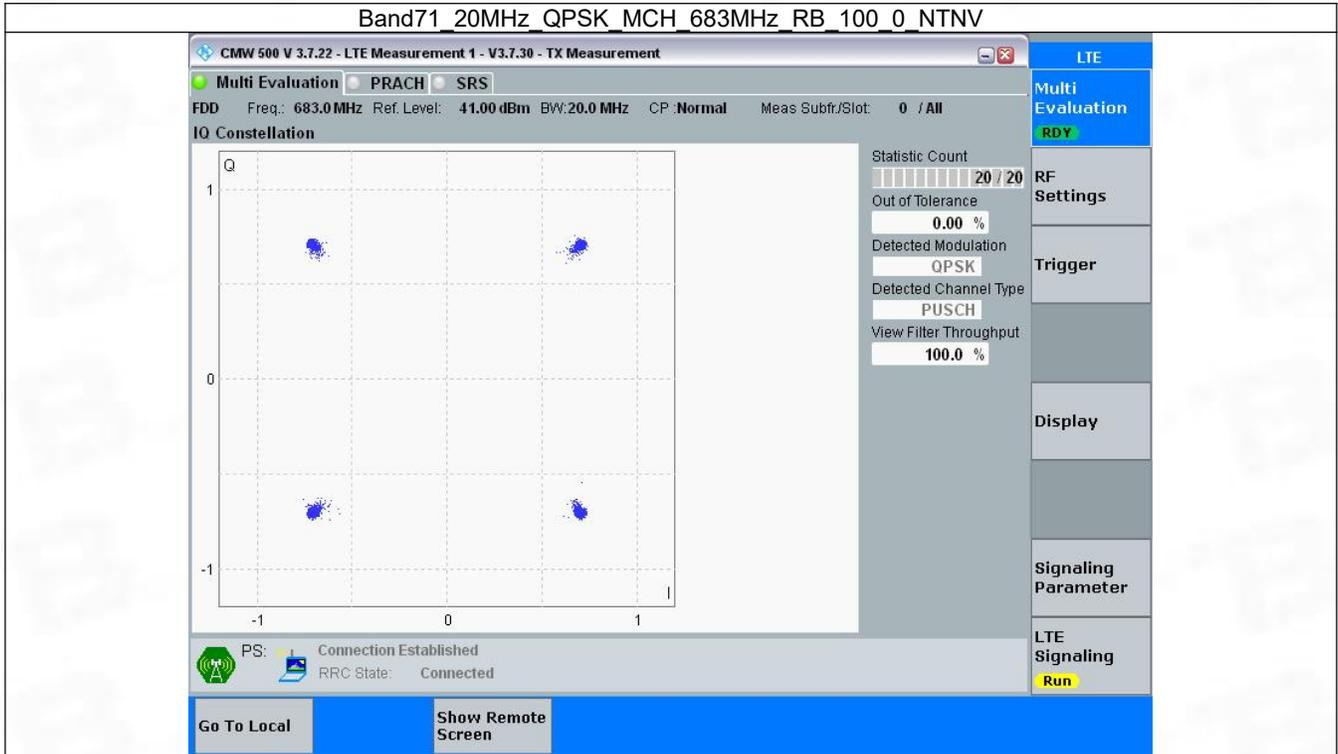 Band71_20MHz_QPSK_MCH_683MHz_RB_100_0_NTNV
CMW 500 V 3.7.22 - LTE Measurement 1 - V3.7.30 - TX Measurement
LTE
Multi Evaluation PRACH SRS
FDD Freq.: 683.0 MHz Ref. Level: 41.00 dBm BW: 20.0 MHz CP : Normal Meas Subfr./Slot: 0 / All
IQ Constellation
Q
1
0
-1
-1 0 1
I
Statistic Count
20 / 20
Out of Tolerance
0.00 %
Detected Modulation
QPSK
Detected Channel Type
PUSCH
View Filter Throughput
100.0 %
Multi
Evaluation
RDY
RF
Settings
Trigger
Display
Signaling
Parameter
LTE
Signaling
Run
PS: Connection Established
RRC State: Connected
Go To Local
Show Remote
Screen